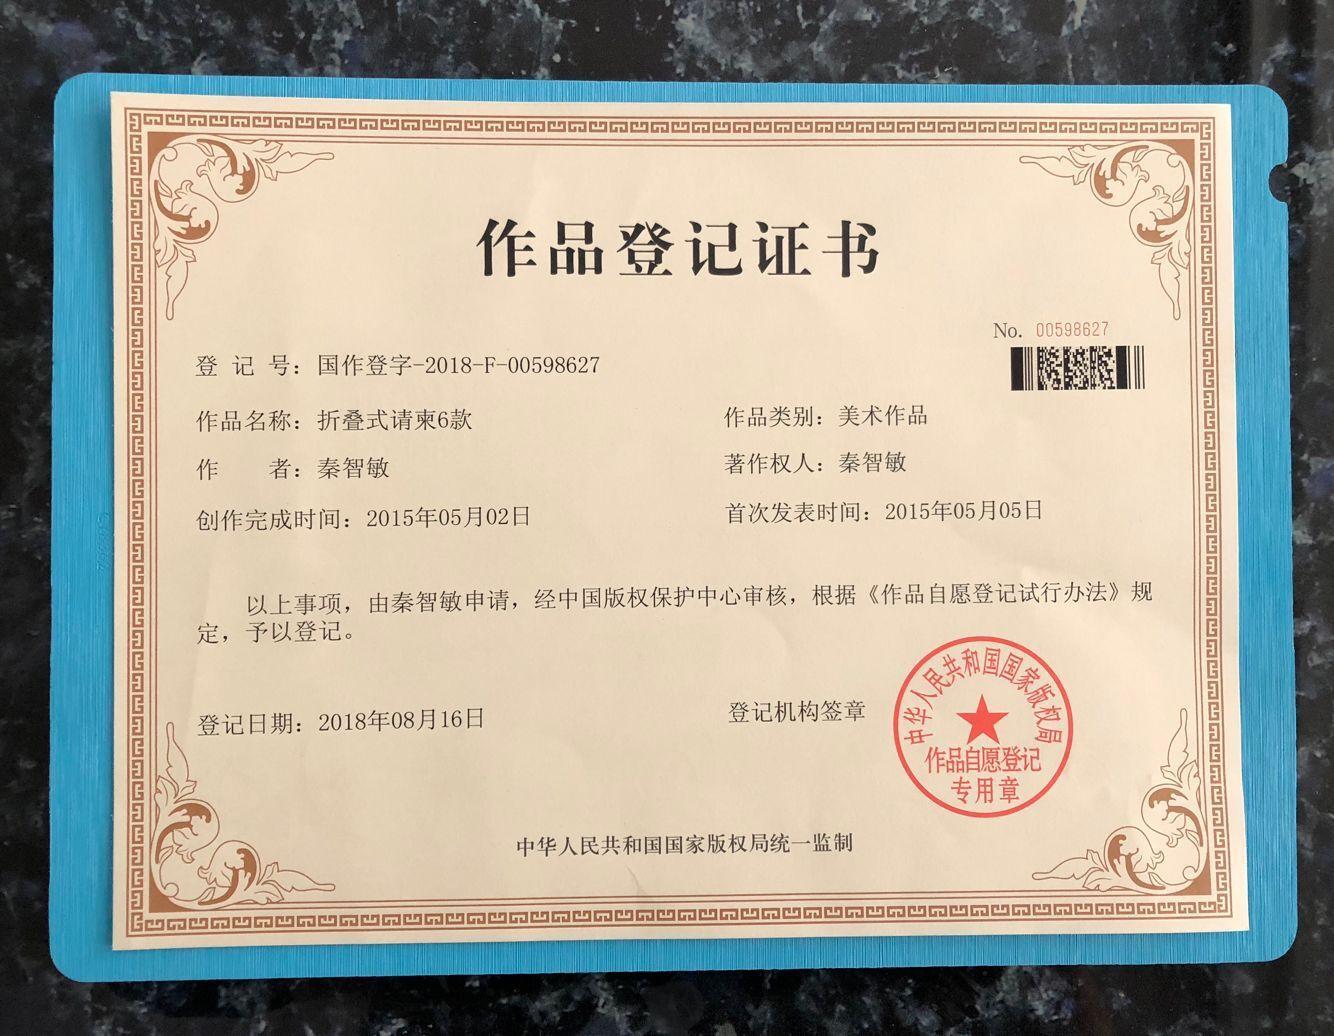 作品登记证书
No. 00598627
登 记 号：国作登字-2018-F-00598627
作品名称：折叠式请柬6款
作品类别：美术作品
作 者：秦智敏
著作权人：秦智敏
创作完成时间：2015年05月02日
首次发表时间：2015年05月05日
以上事项，由秦智敏申请，经中国版权保护中心审核，根据《作品自愿登记试行办法》规
定，予以登记。
登记日期：2018年08月16日
登记机构签章
中华人民共和国国家版权局
作品自愿登记
专用章
中华人民共和国国家版权局统一监制